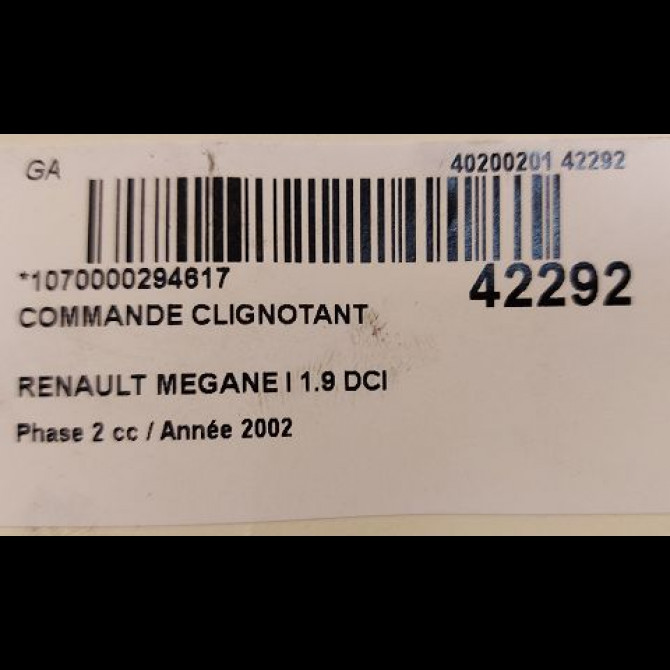 GA
40200201 42292
*1070000294617
42292
COMMANDE CLIGNOTANT
RENAULT MEGANE I 1.9 DCI
Phase 2 cc / Année 2002